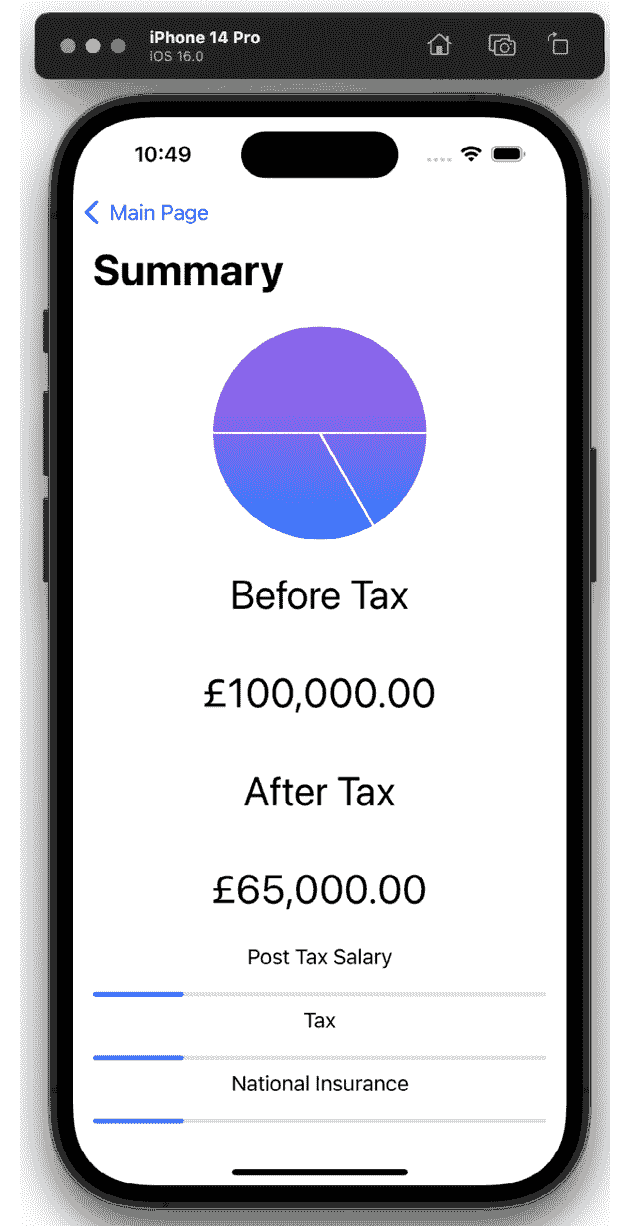 iPhone 14 Pro
iOS 16.0
10:49
Main Page
Summary
Before Tax
£100,000.00
After Tax
£65,000.00
Post Tax Salary
Tax
National Insurance